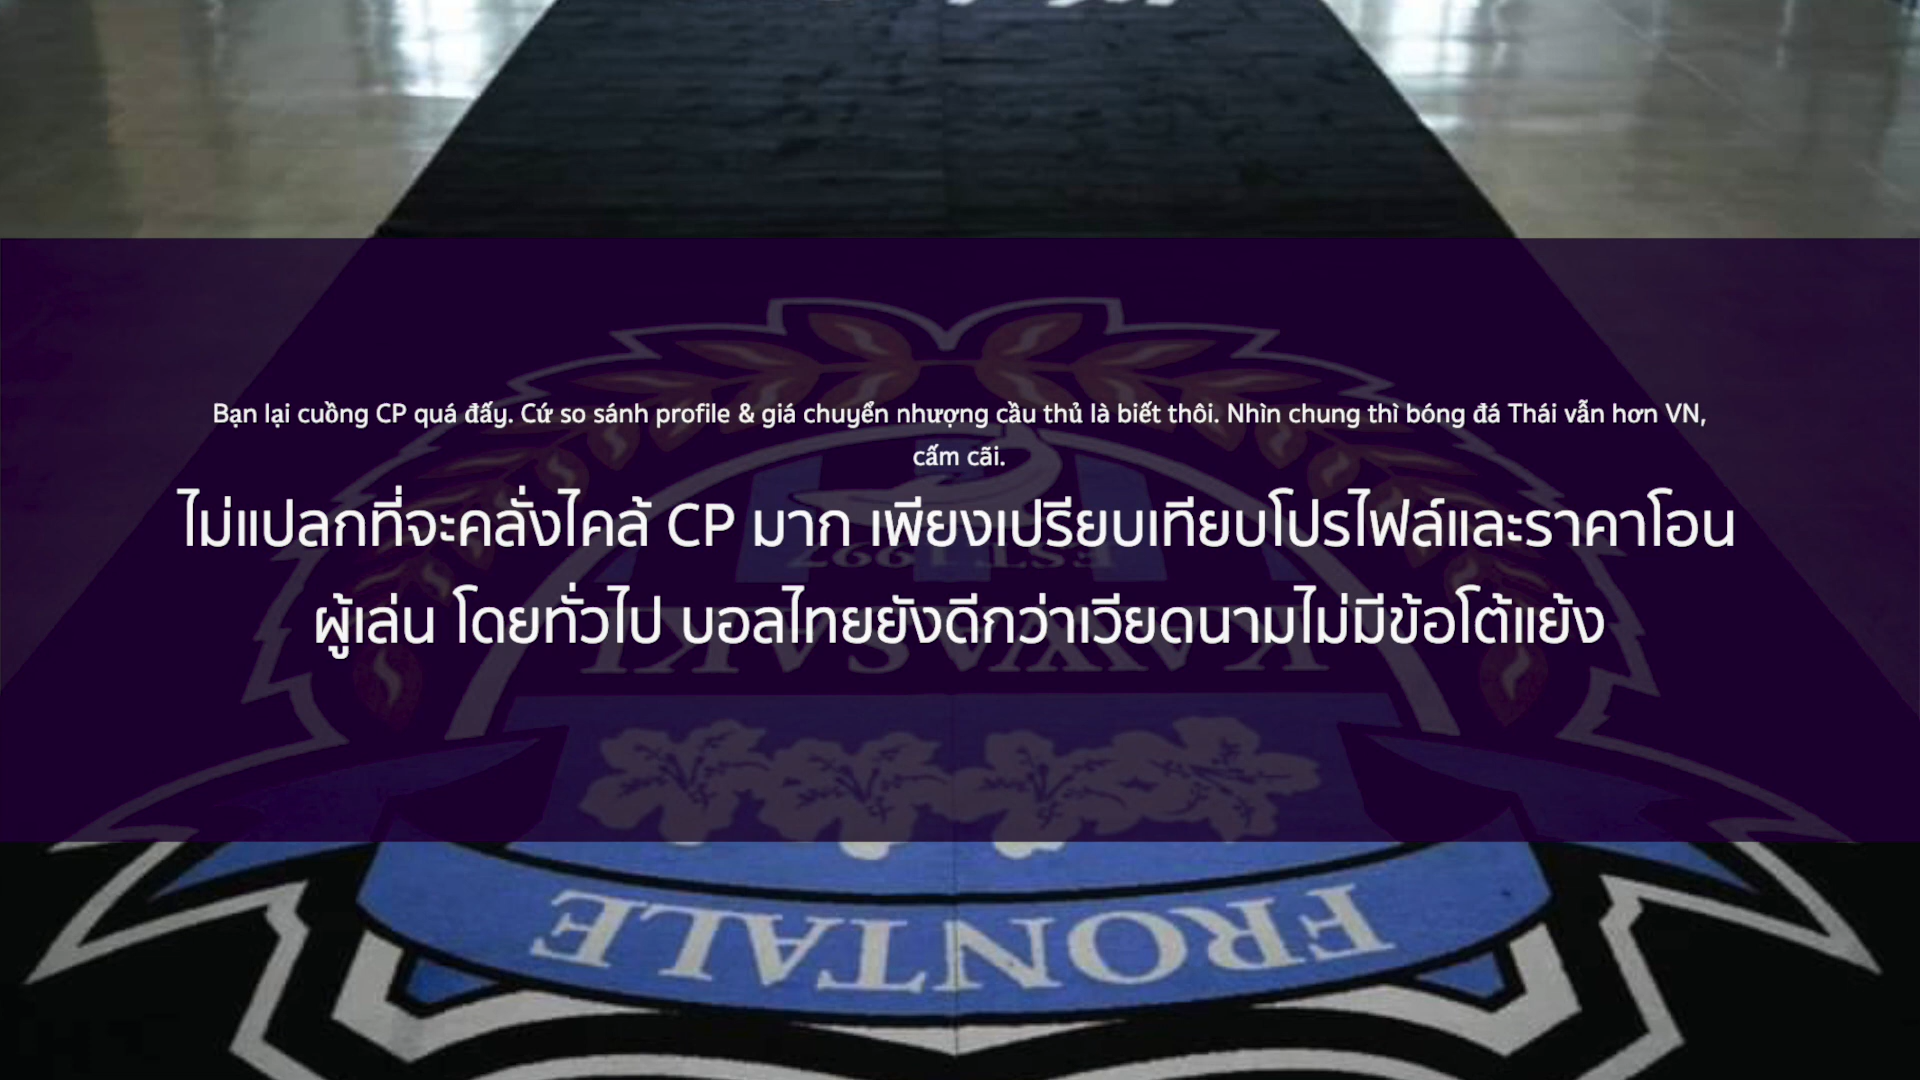 Bạn lại cuồng CP quá đấy. Cứ so sánh profile & giá chuyển nhượng cầu thủ là biết thôi. Nhìn chung thì bóng đá Thái vẫn hơn VN,
cấm cãi.
ไม่แปลกที่จะคลั่งไคล้ CP มาก เพียงเปรียบเทียบโปรไฟล์และราคาโอน
ผู้เล่น โดยทั่วไป บอลไทยยังดีกว่าเวียดนามไม่มีข้อโต้แย้ง
EST. 1997
KAWASAKI
FRONTALE